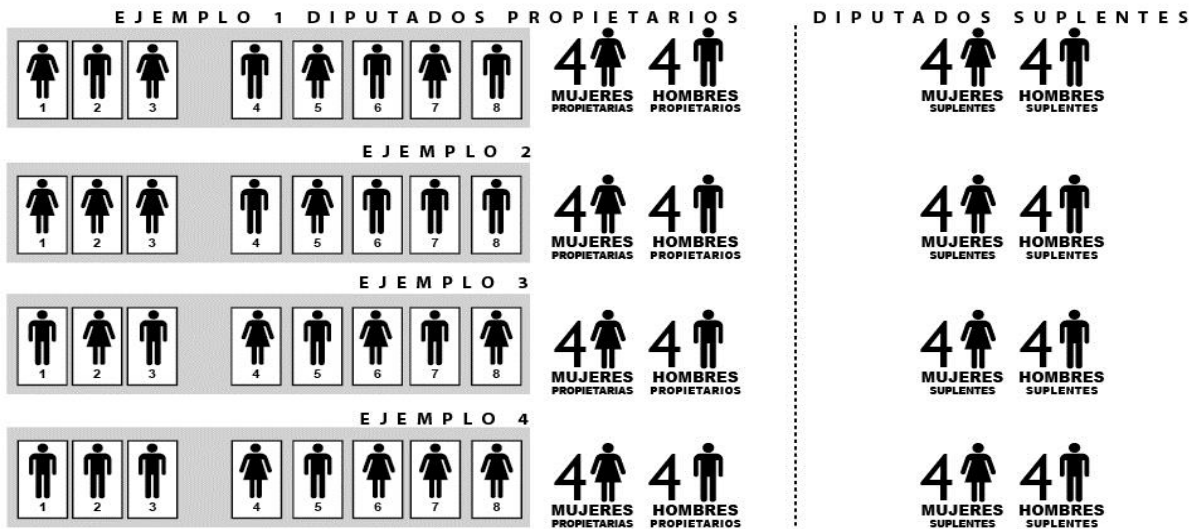 EJEMPLO 1 DIPUTADOS PROPIETARIOS DIPUTADOS SUPLENTES
1 2 3 4 5 6 7 8
4 4 4 4
MUJERES HOMBRES MUJERES HOMBRES
PROPIETARIAS PROPIETARIOS SUPLENTES SUPLENTES
EJEMPLO 2
1 2 3 4 5 6 7 8
4 4 4 4
MUJERES HOMBRES MUJERES HOMBRES
PROPIETARIAS PROPIETARIOS SUPLENTES SUPLENTES
EJEMPLO 3
1 2 3 4 5 6 7 8
4 4 4 4
MUJERES HOMBRES MUJERES HOMBRES
PROPIETARIAS PROPIETARIOS SUPLENTES SUPLENTES
EJEMPLO 4
1 2 3 4 5 6 7 8
4 4 4 4
MUJERES HOMBRES MUJERES HOMBRES
PROPIETARIAS PROPIETARIOS SUPLENTES SUPLENTES